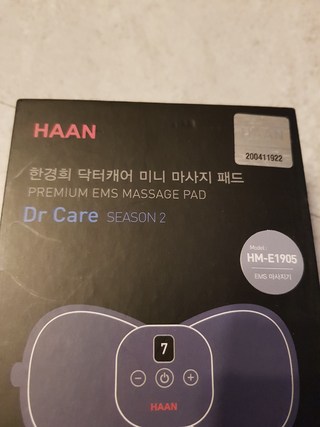 HAAN
200411922
한경희 닥터캐어 미니 마사지 패드
PREMIUM EMS MASSAGE PAD
Dr Care SEASON 2
Model.
HM-E1905
EMS 마사지기
7
HAAN